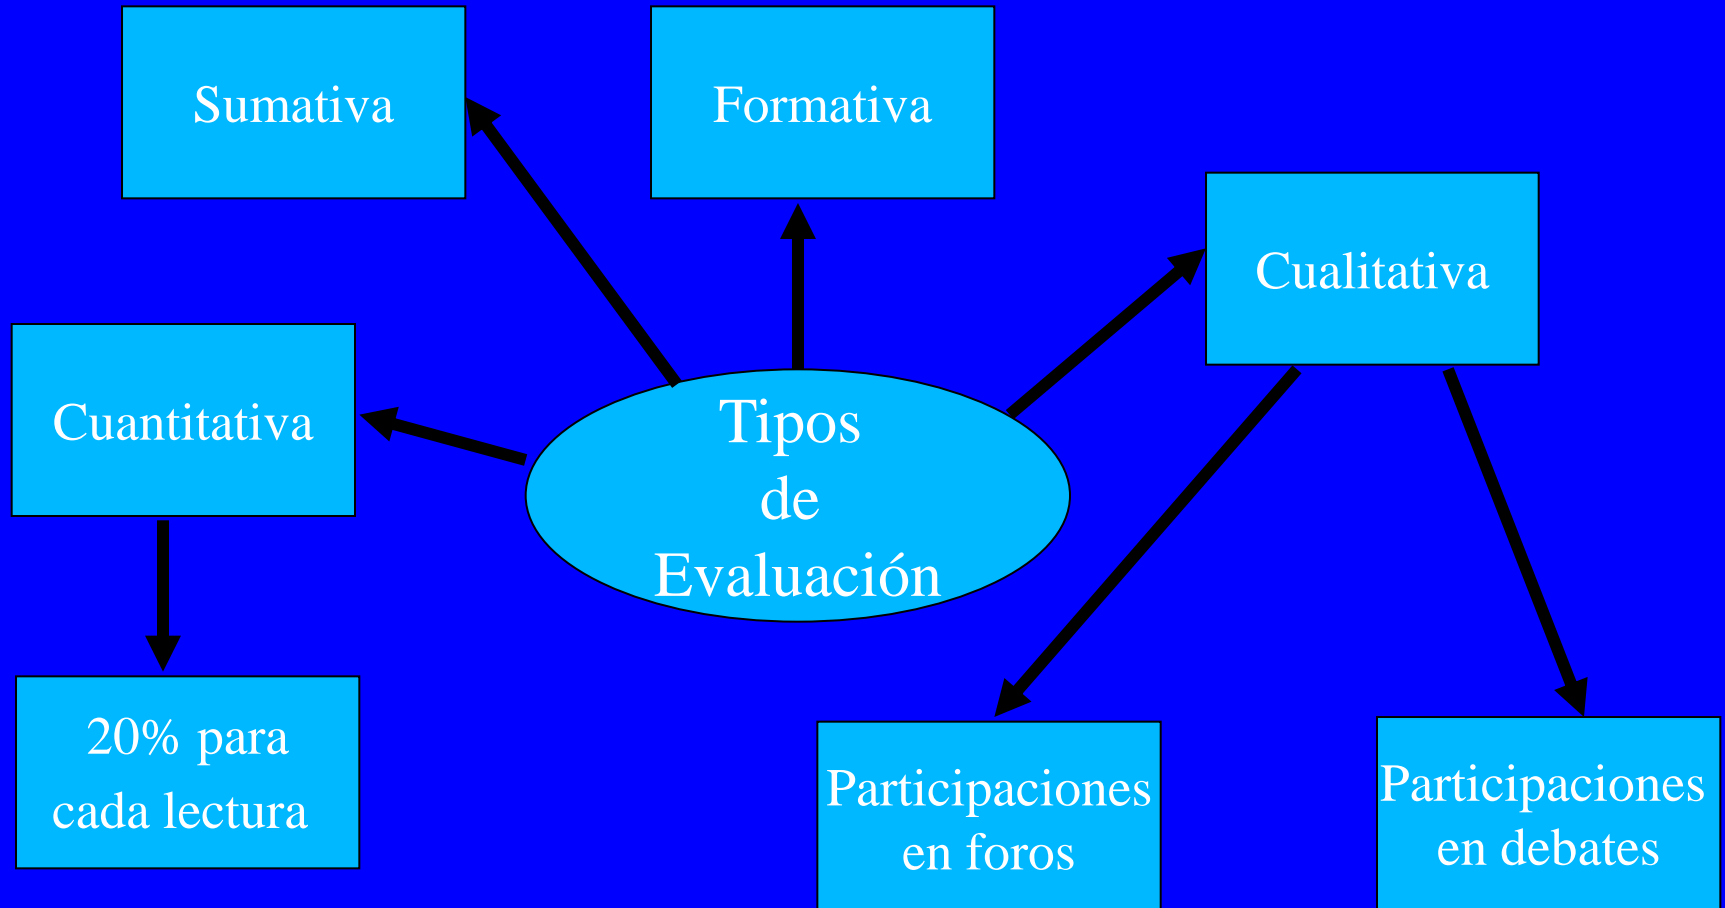 Sumativa
Formativa
Cualitativa
Cuantitativa
Tipos
de
Evaluación
20% para
cada lectura
Participaciones
en foros
Participaciones
en debates